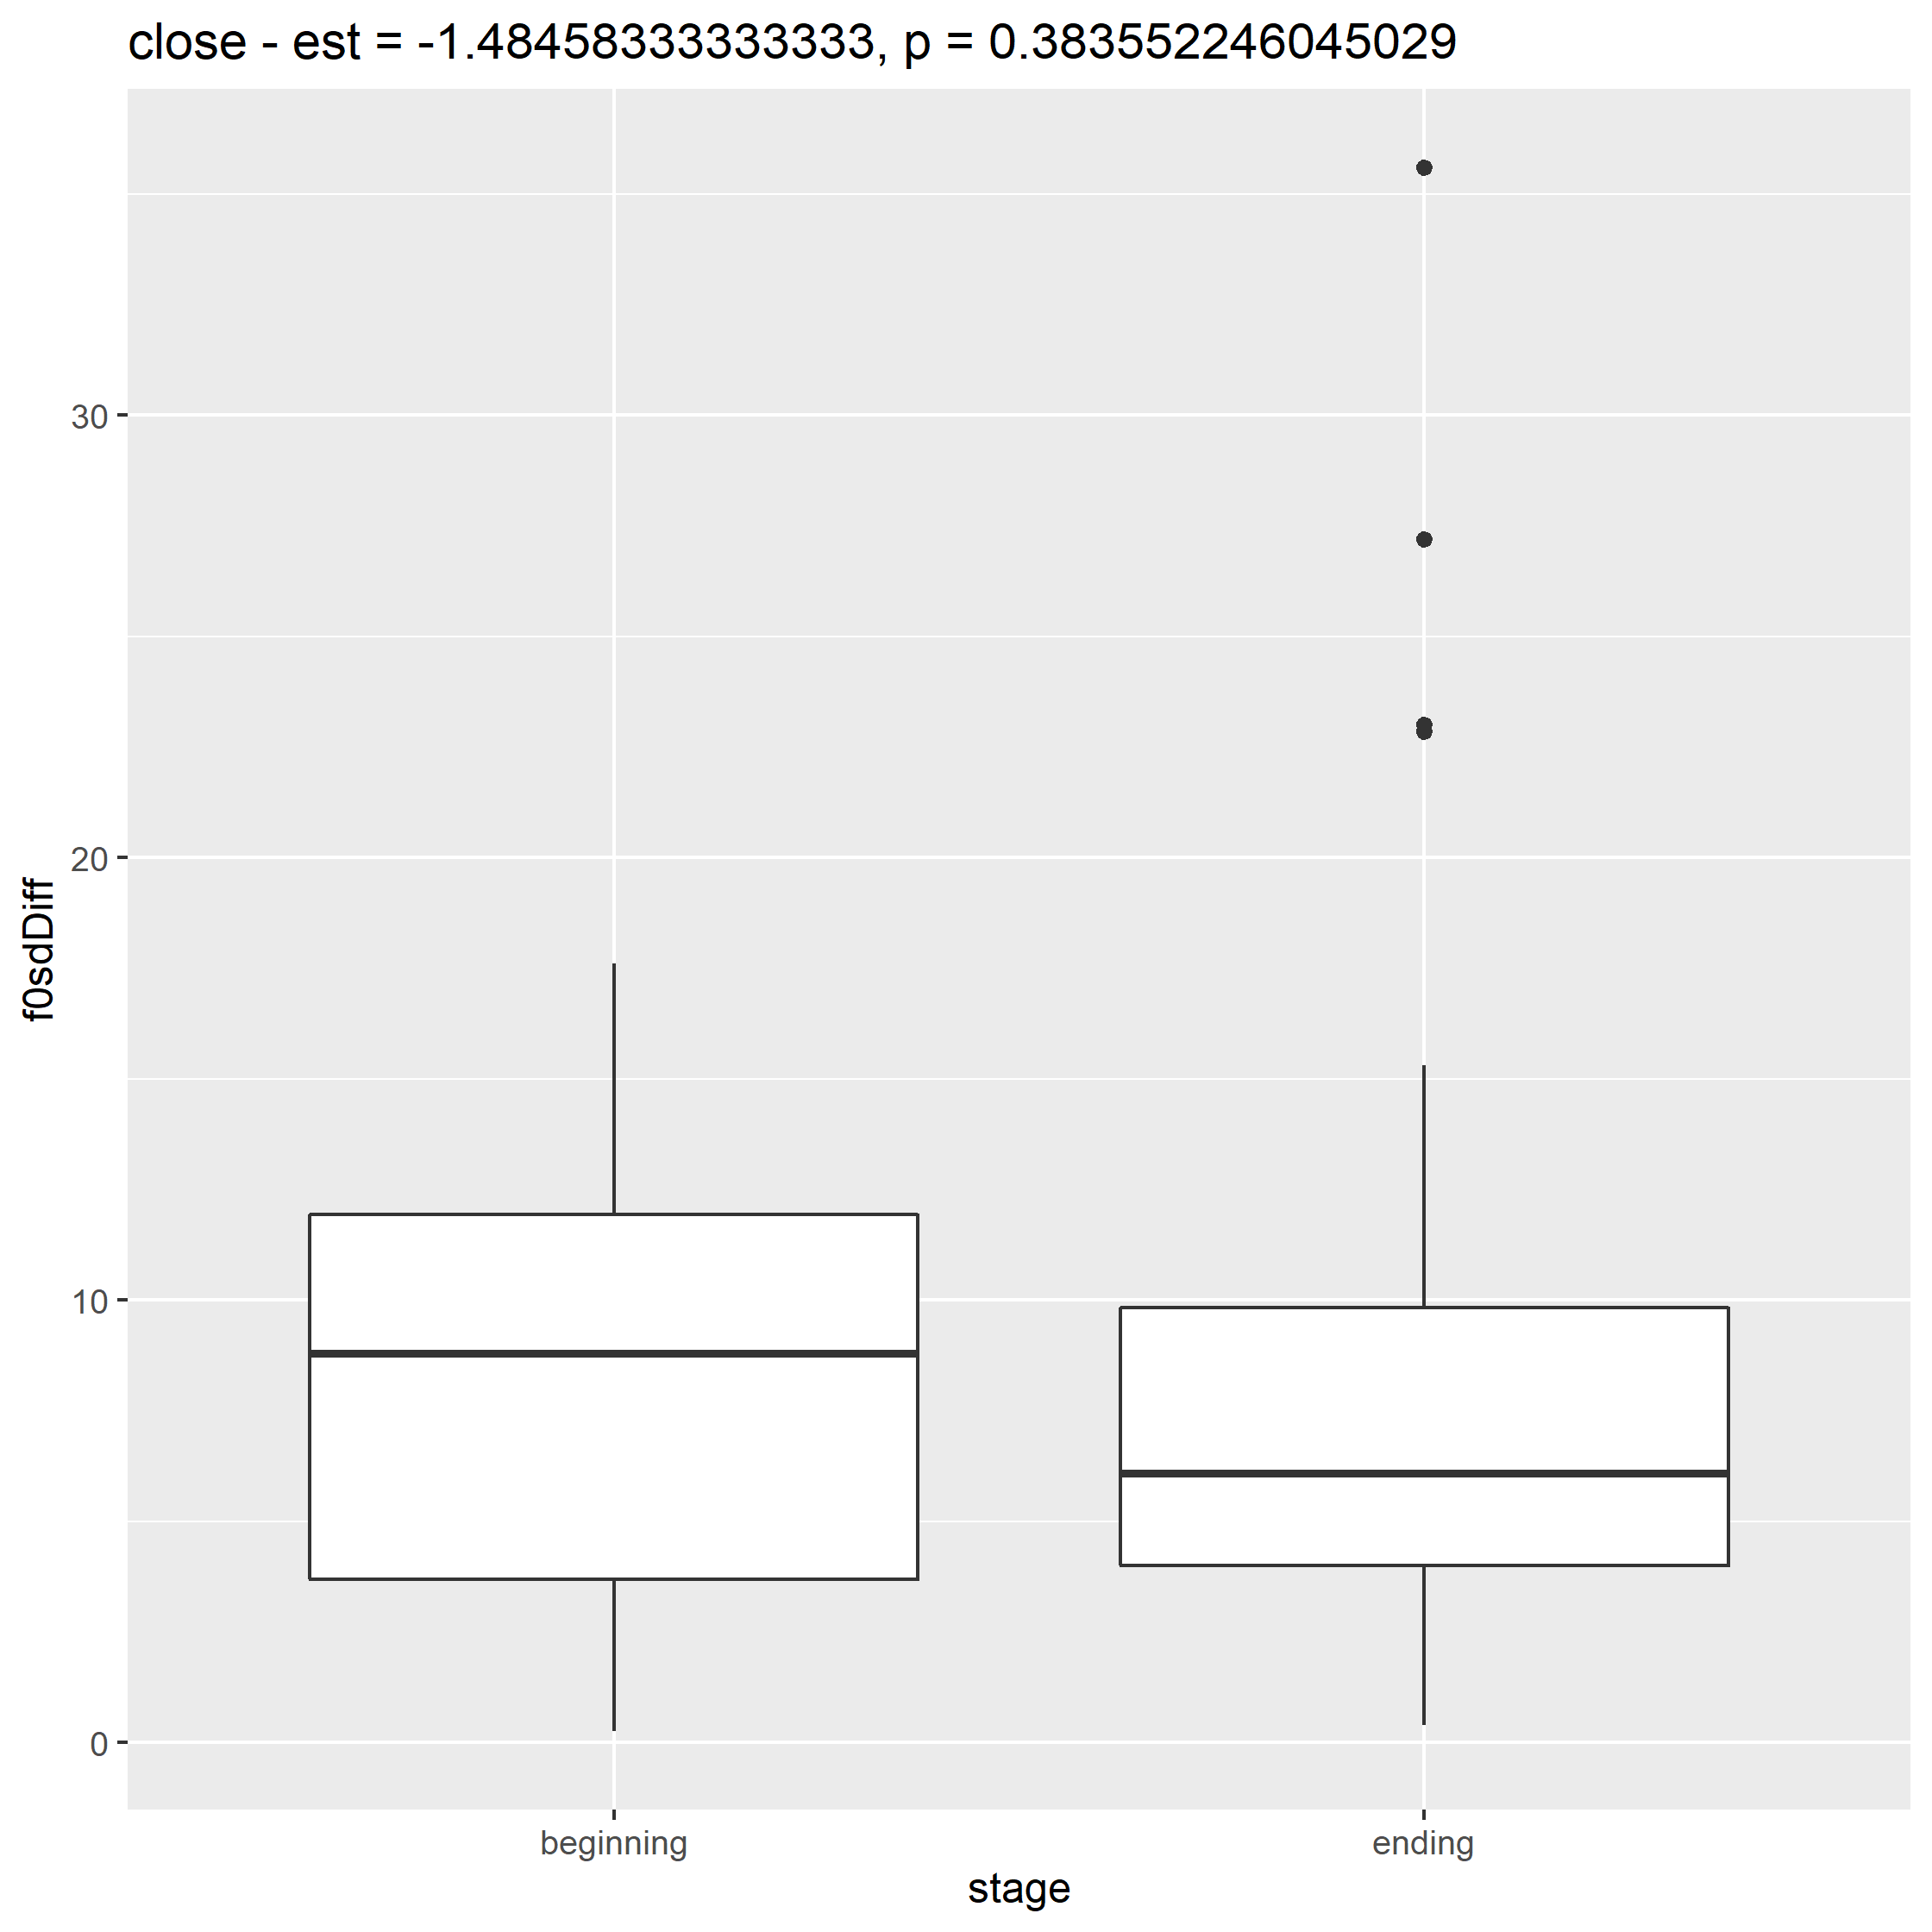 close - est = -1.48458333333333, p = 0.383552246045029
f0sdDiff
30
20
10
0
beginning
ending
stage